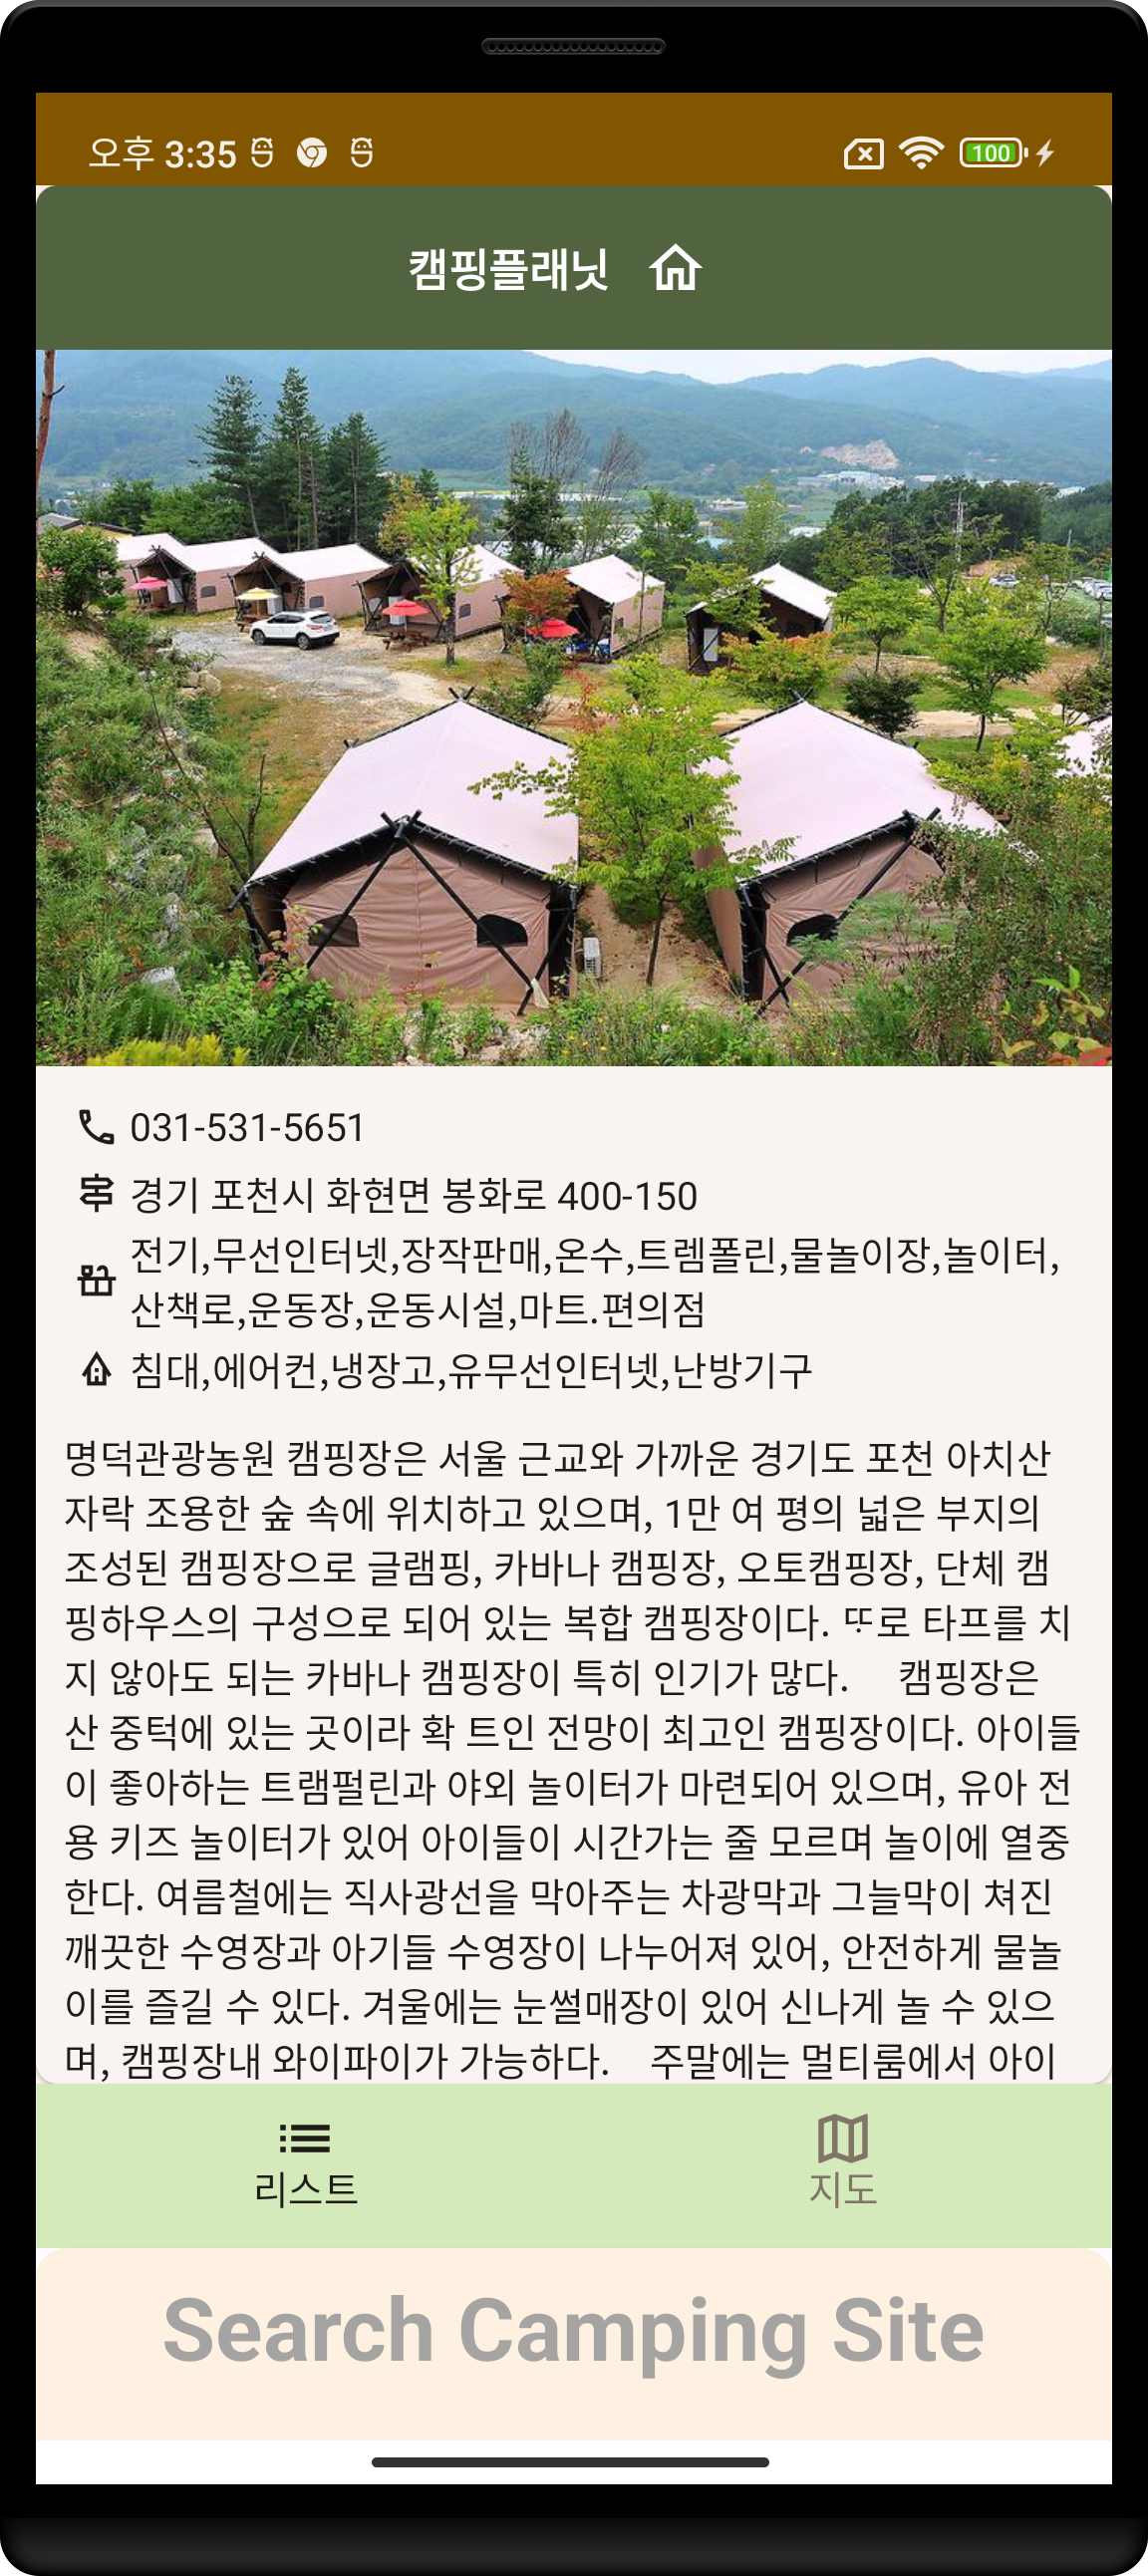 오후 3:35
100
캠핑플래닛
031-531-5651
경기 포천시 화현면 봉화로 400-150
전기,무선인터넷,장작판매,온수,트렘폴린,물놀이장,놀이터,
산책로,운동장,운동시설,마트.편의점
침대,에어컨,냉장고,유무선인터넷,난방기구
명덕관광농원 캠핑장은 서울 근교와 가까운 경기도 포천 아치산
자락 조용한 숲 속에 위치하고 있으며, 1만 여 평의 넓은 부지의
조성된 캠핑장으로 글램핑, 카바나 캠핑장, 오토캠핑장, 단체 캠
핑하우스의 구성으로 되어 있는 복합 캠핑장이다. ᄄᆞ로 타프를 치
지 않아도 되는 카바나 캠핑장이 특히 인기가 많다. 캠핑장은
산 중턱에 있는 곳이라 확 트인 전망이 최고인 캠핑장이다. 아이들
이 좋아하는 트램펄린과 야외 놀이터가 마련되어 있으며, 유아 전
용 키즈 놀이터가 있어 아이들이 시간가는 줄 모르며 놀이에 열중
한다. 여름철에는 직사광선을 막아주는 차광막과 그늘막이 쳐진
깨끗한 수영장과 아기들 수영장이 나누어져 있어, 안전하게 물놀
이를 즐길 수 있다. 겨울에는 눈썰매장이 있어 신나게 놀 수 있으
며, 캠핑장내 와이파이가 가능하다. 주말에는 멀티룸에서 아이
리스트
지도
Search Camping Site